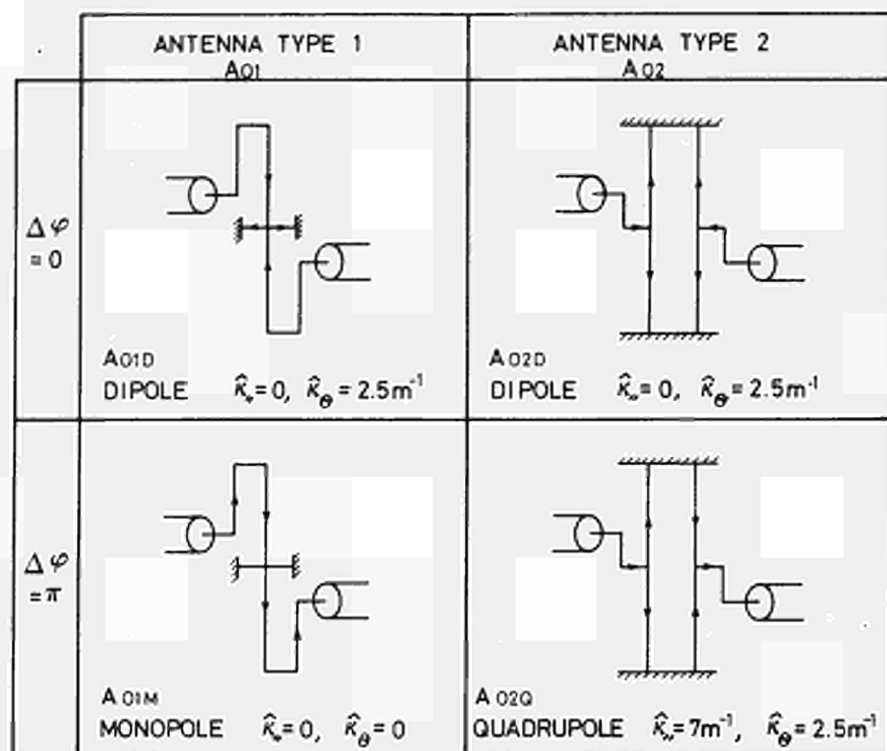 ANTENNA TYPE 1
A01
ANTENNA TYPE 2
A02
Δφ
=0
A01D
DIPOLE κ̂,,=0, κ̂θ=2.5m⁻¹
A02D
DIPOLE κ̂,,=0, κ̂θ=2.5m⁻¹
Δφ
=π
A01M
MONOPOLE κ̂,,=0, κ̂θ=0
A02Q
QUADRUPOLE κ̂,,=7m⁻¹, κ̂θ=2.5m⁻¹